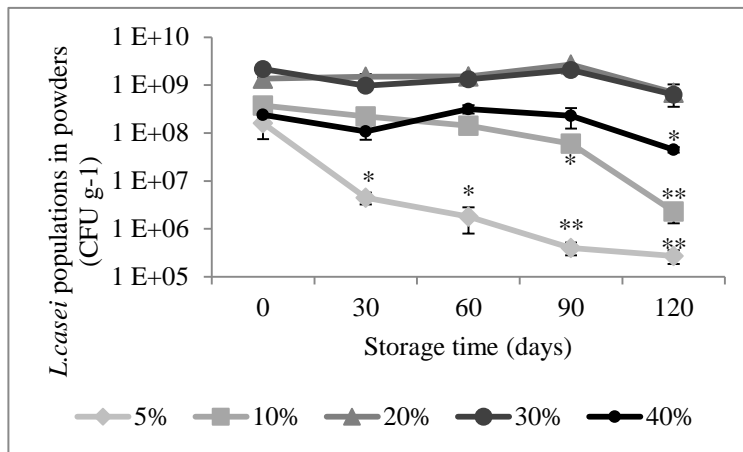 L.casei populations in powders
(CFU g-1)
1 E+10
1 E+09
1 E+08
1 E+07
1 E+06
1 E+05
* * ** * ** * **
0 30 60 90 120
Storage time (days)
5% 10% 20% 30% 40%